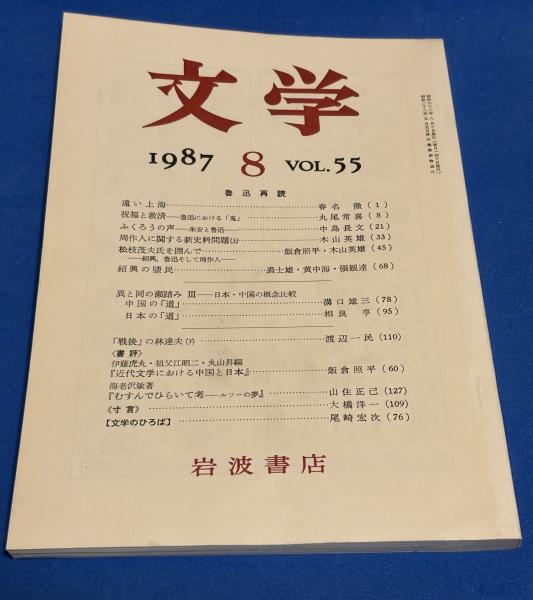 文学
1987 8 VOL.55
魯迅再読
遠い上海…………春名 徹（1）
祝福と救済――魯迅における「鬼」…………丸尾常喜（8）
ふくろうの声――朱安と魯迅――…………中島長文（21）
周作人に関する新史料問題(上)…………木山英雄（33）
松枝茂夫氏を囲んで…………飯倉照平・木山英雄（45）
――紹興，魯迅そして周作人――
紹興の堕民…………裘士雄・黄中海・張観達（68）
異と同の瀬踏み Ⅲ――日本・中国の概念比較
中国の「道」…………溝口雄三（78）
日本の「道」…………相良 亨（95）
「戦後」の林達夫(下)…………渡辺一民（110）
〈書評〉
伊藤虎丸・祖父江昭二・丸山昇編
『近代文学における中国と日本』…………飯倉照平（60）
海老沢敏著
『むすんでひらいて考――ルソーの夢』…………山住正己（127）
《寸言》…………大橋洋一（109）
【文学のひろば】…………尾崎宏次（76）
岩波書店